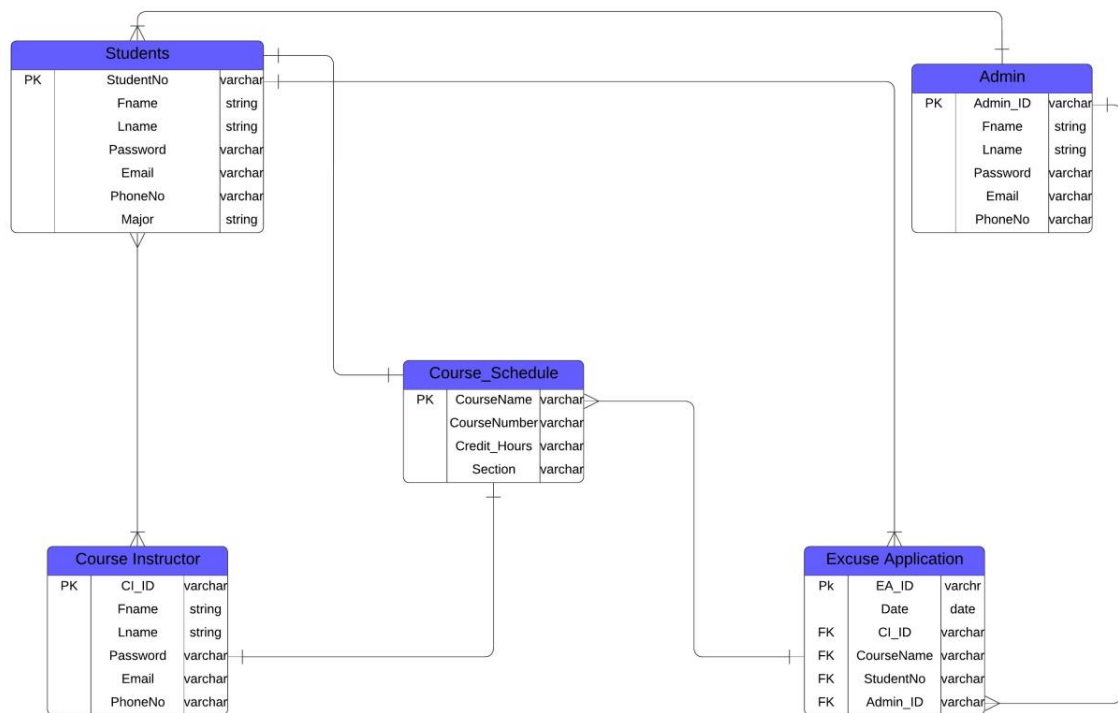 Students
PK StudentNo varchar
Fname string
Lname string
Password varchar
Email varchar
PhoneNo varchar
Major string
Admin
PK Admin_ID varchar
Fname string
Lname string
Password varchar
Email varchar
PhoneNo varchar
Course_Schedule
PK CourseName varchar
CourseNumber varchar
Credit_Hours varchar
Section varchar
Course Instructor
PK CI_ID varchar
Fname string
Lname string
Password varchar
Email varchar
PhoneNo varchar
Excuse Application
Pk EA_ID varchr
Date date
FK CI_ID varchar
FK CourseName varchar
FK StudentNo varchar
FK Admin_ID varchar